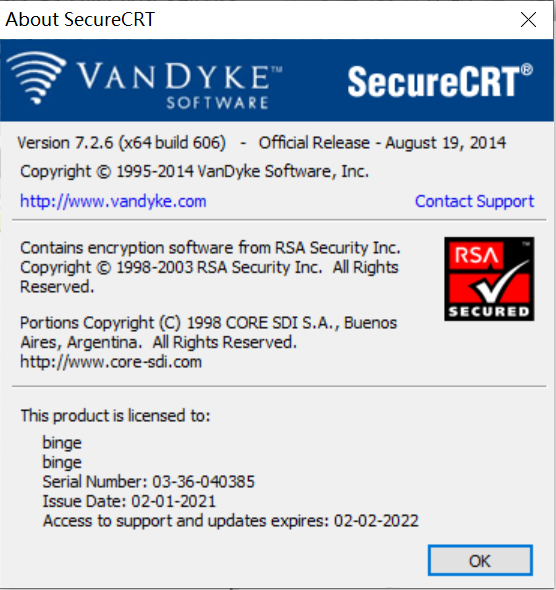 About SecureCRT
VANDYKE™
SOFTWARE
SecureCRT®
Version 7.2.6 (x64 build 606)   -   Official Release - August 19, 2014
Copyright © 1995-2014 VanDyke Software, Inc.
http://www.vandyke.com
Contact Support
Contains encryption software from RSA Security Inc.
Copyright © 1998-2003 RSA Security Inc.  All Rights
Reserved.
RSA™
SECURED
Portions Copyright (C) 1998 CORE SDI S.A., Buenos
Aires, Argentina.  All Rights Reserved.
http://www.core-sdi.com
This product is licensed to:
binge
binge
Serial Number: 03-36-040385
Issue Date: 02-01-2021
Access to support and updates expires: 02-02-2022
OK